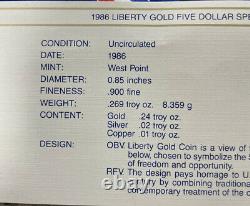 1986 LIBERTY GOLD FIVE DOLLAR
CONDITION: Uncirculated
DATE: 1986
MINT: West Point
DIAMETER: 0.85 inches
FINENESS: .900 fine
WEIGHT: .269 troy oz. 8.359 g
CONTENT: Gold .24 troy oz.
Silver .02 troy oz.
Copper .01 troy oz.
DESIGN: OBV. Liberty Gold Coin is a view of
below, chosen to symbolize the
of freedom and opportunity.
REV. The design pays homage to U.
by combining traditional
temporary treatment of the